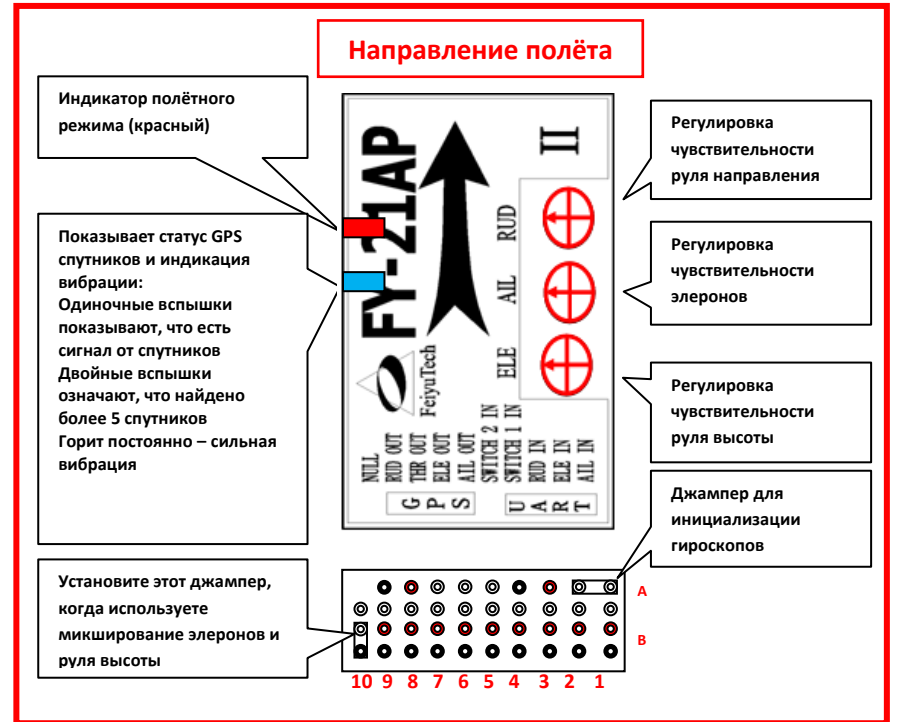 Направление полёта
Индикатор полётного
режима (красный)
Показывает статус GPS
спутников и индикация
вибрации:
Одиночные вспышки
показывают, что есть
сигнал от спутников
Двойные вспышки
означают, что найдено
более 5 спутников
Горит постоянно – сильная
вибрация
Установите этот джампер,
когда используете
микширование элеронов и
руля высоты
FY-21AP
II
FeiyuTech
ELE
AIL
RUD
NULL
RUD OUT
THR OUT
ELE OUT
AIL OUT
SWITCH 2 IN
SWITCH 1 IN
RUD IN
ELE IN
AIL IN
GPS
UART
Регулировка
чувствительности
руля направления
Регулировка
чувствительности
элеронов
Регулировка
чувствительности
руля высоты
Джампер для
инициализации
гироскопов
A
B
10 9 8 7 6 5 4 3 2 1